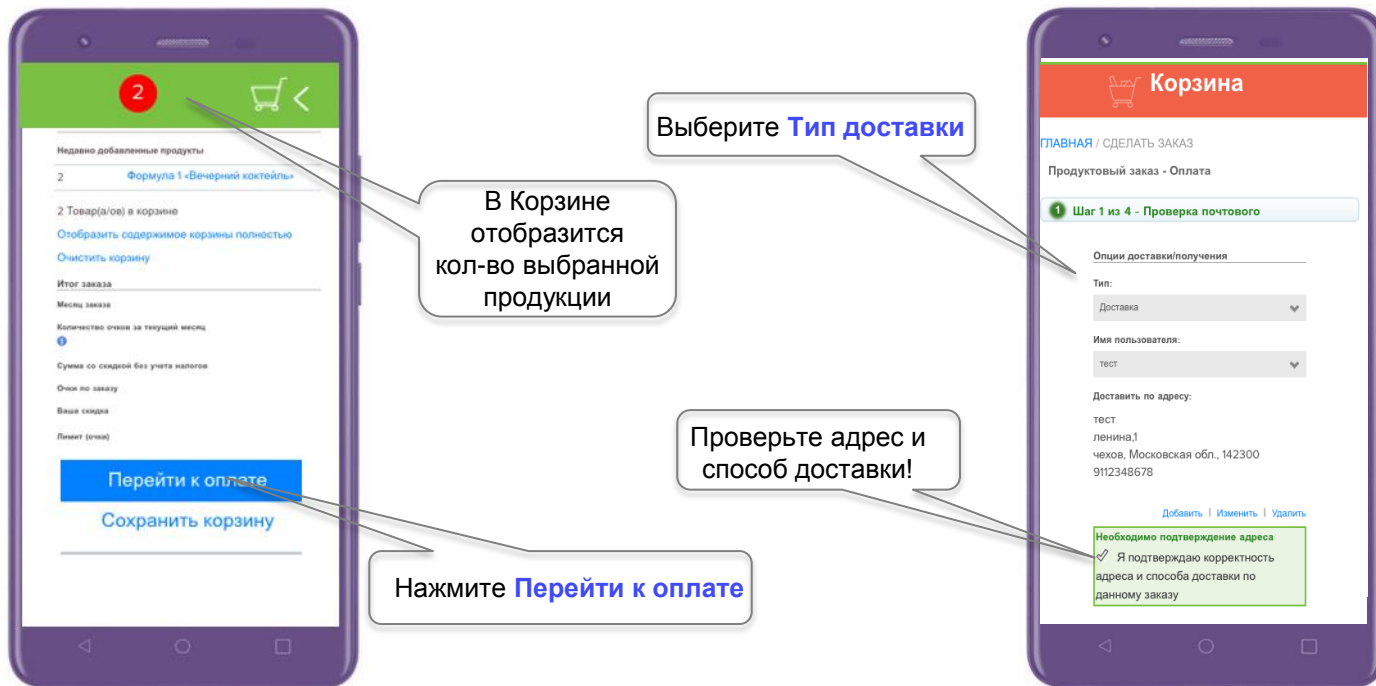 2
Недавно добавленные продукты
2 Формула 1 «Вечерний коктейль»
2 Товар(а/ов) в корзине
Отобразить содержимое корзины полностью
Очистить корзину
Итог заказа
Месяц заказа
Количество очков за текущий месяц
Сумма со скидкой без учета налогов
Очки по заказу
Ваша скидка
Лимит (очки)
Перейти к оплате
Сохранить корзину
В Корзине
отобразится
кол-во выбранной
продукции
Нажмите Перейти к оплате
Выберите Тип доставки
Проверьте адрес и
способ доставки!
Корзина
ГЛАВНАЯ / СДЕЛАТЬ ЗАКАЗ
Продуктовый заказ - Оплата
1 Шаг 1 из 4 - Проверка почтового
Опции доставки/получения
Тип:
Доставка
Имя пользователя:
тест
Доставить по адресу:
тест
ленина,1
чехов, Московская обл., 142300
9112348678
Добавить | Изменить | Удалить
Необходимо подтверждение адреса
Я подтверждаю корректность
адреса и способа доставки по
данному заказу